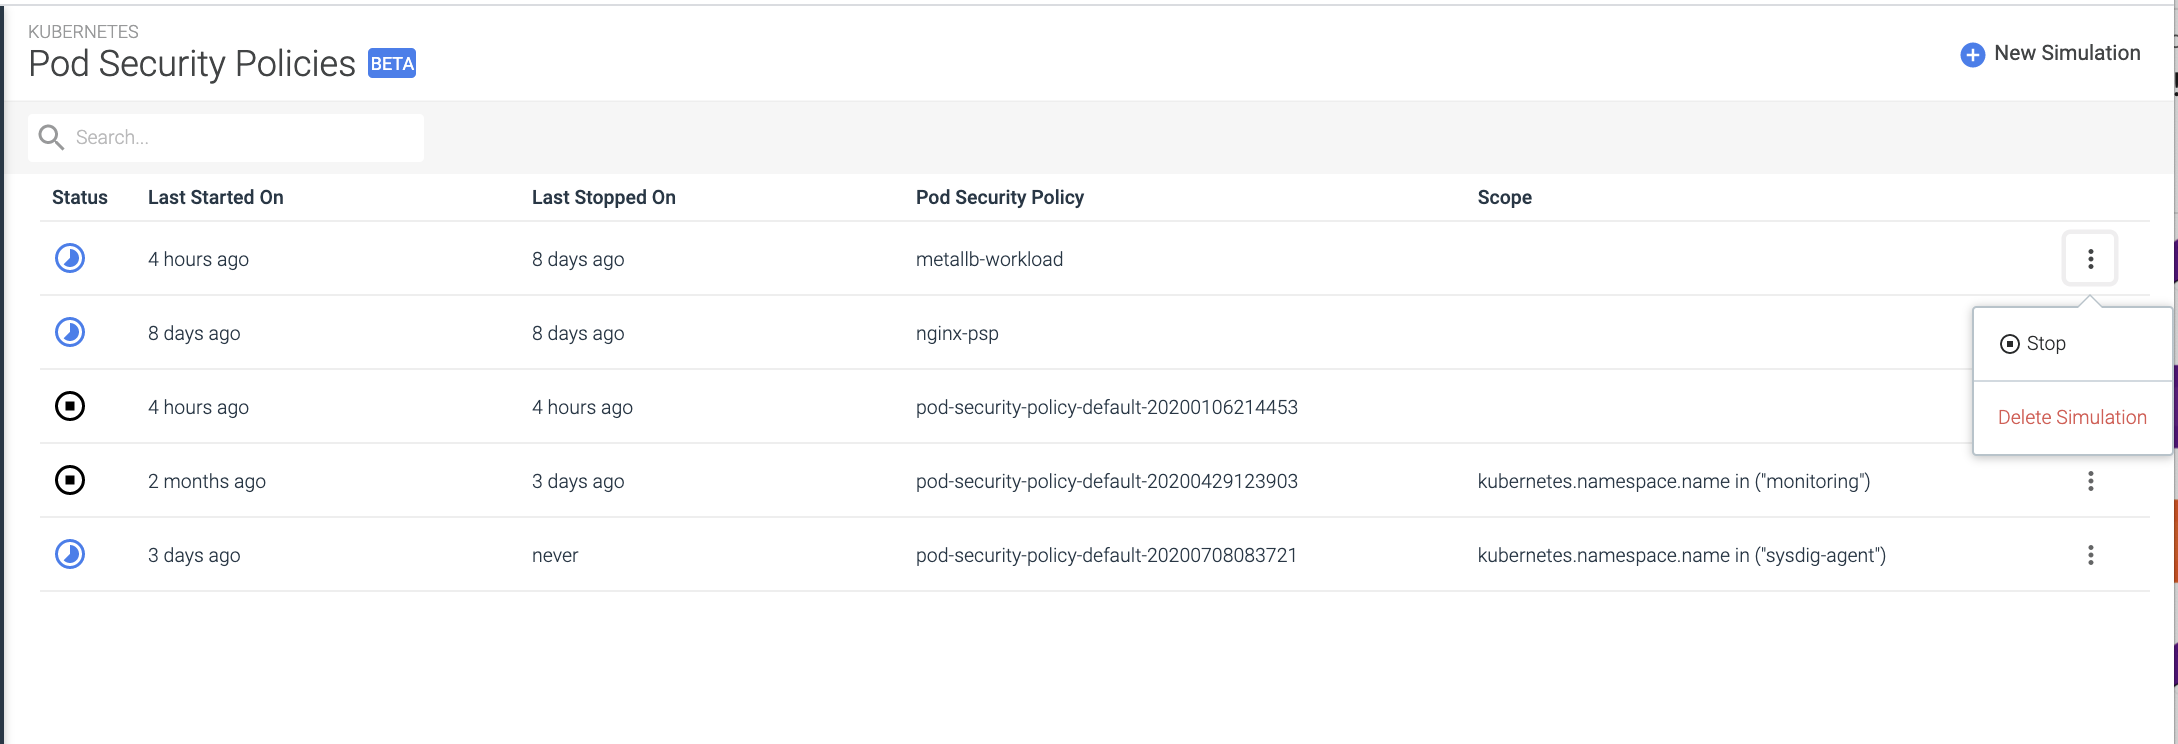 KUBERNETES
Pod Security Policies BETA
New Simulation
Search...
Status Last Started On Last Stopped On Pod Security Policy Scope
4 hours ago 8 days ago metallb-workload
8 days ago 8 days ago nginx-psp
Stop
4 hours ago 4 hours ago pod-security-policy-default-20200106214453
Delete Simulation
2 months ago 3 days ago pod-security-policy-default-20200429123903 kubernetes.namespace.name in ("monitoring")
3 days ago never pod-security-policy-default-20200708083721 kubernetes.namespace.name in ("sysdig-agent")